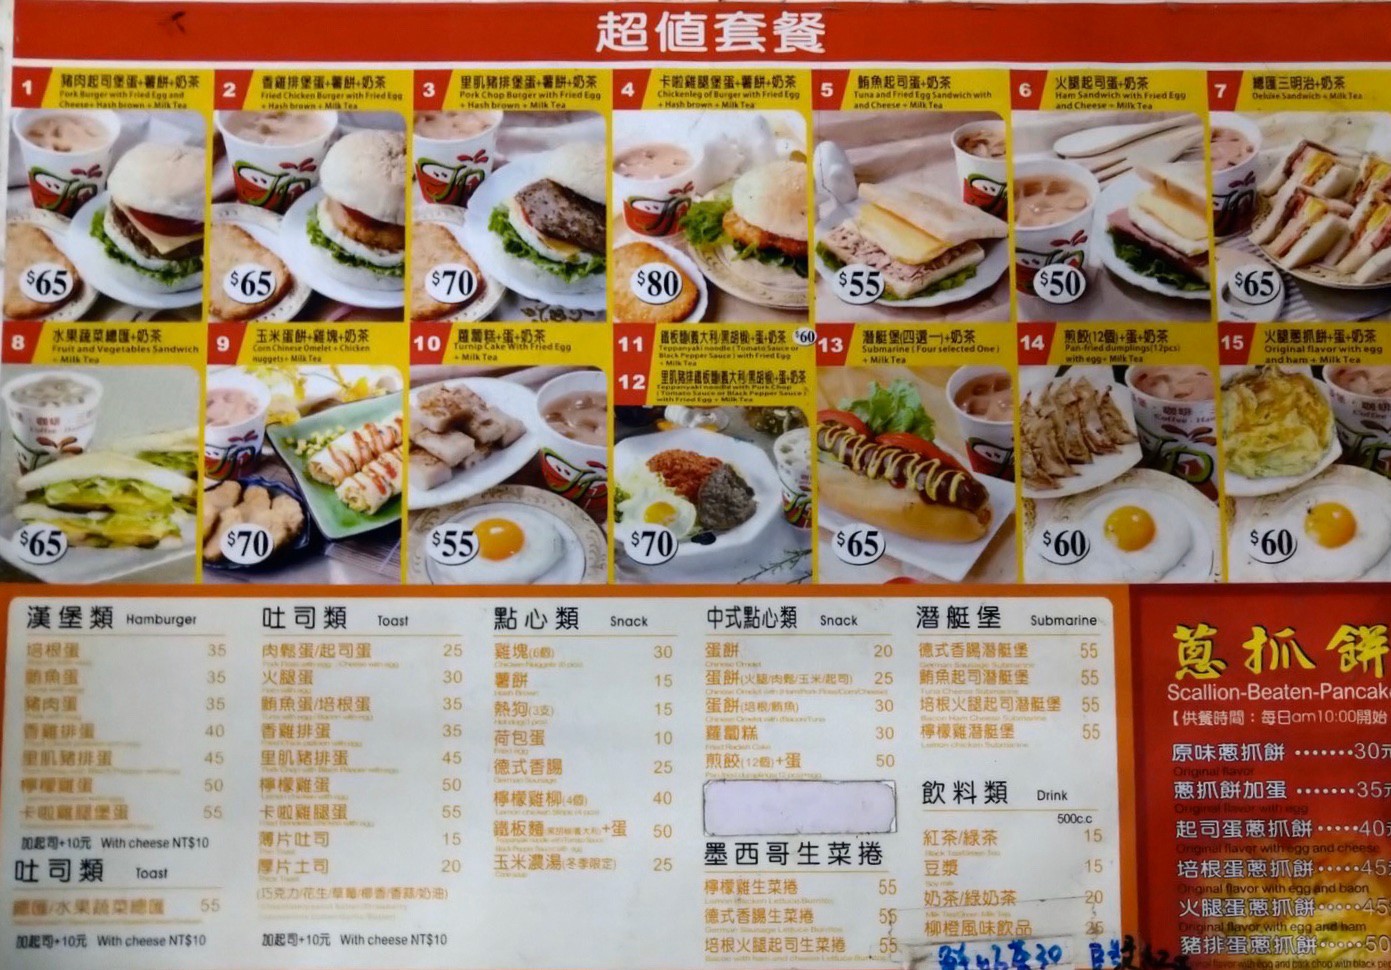 超值套餐
1 豬肉起司堡蛋+薯餅+奶茶
Pork Burger with Fried Egg and
Cheese+ Hash brown + Milk Tea
$65
2 香雞排堡蛋+薯餅+奶茶
Fried Chicken Burger with Fried Egg
+ Hash brown + Milk Tea
$65
3 里肌豬排堡蛋+薯餅+奶茶
Pork Chop Burger with Fried Egg
+ Hash brown + Milk Tea
$70
4 卡啦雞腿堡蛋+薯餅+奶茶
Chickenleg of Burger with Fried Egg
+Hash brown + Milk Tea
$80
5 鮪魚起司+蛋+奶茶
Tuna and Fried Egg Sandwich with
and Cheese + Milk Tea
$55
6 火腿起司+蛋+奶茶
Ham Sandwich with Fried Egg
and Cheese + Milk Tea
$50
7 總匯三明治+奶茶
Deluxe Sandwich + Milk Tea
$65
8 水果蔬菜總匯+奶茶
Fruit and Vegetables Sandwich
+ Milk Tea
$65
9 玉米蛋餅+雞塊+奶茶
Corn Chinese Omelet + Chicken
nuggets+ Milk Tea
$70
10 蘿蔔糕+蛋+奶茶
Turnip Cake With Fried Egg
+ Milk Tea
$55
11 鐵板麵(義大利/黑胡椒)+蛋+奶茶 $60
Teppanyaki noodle ( Tomato Sauce or
Black Pepper Sauce ) with Fried Egg
+ Milk Tea
12 里肌豬排鐵板麵(義大利/黑胡椒)+蛋+奶茶
Teppanyaki noodle with Pork Chop
( Tomato Sauce or Black Pepper Sauce )
with Fried Egg + Milk Tea
$70
13 潛艇堡(四選一)+奶茶
Submarine ( Four selected One )
+ Milk Tea
$65
14 煎餃(12個)+蛋+奶茶
Pan-fried dumplings(12pcs)
with egg+ Milk Tea
$60
15 火腿蔥抓餅+蛋+奶茶
Original flavor with egg
and ham + Milk Tea
$60
漢堡類 Hamburger
培根蛋 35
鮪魚蛋 35
豬肉蛋 35
香雞排蛋 40
里肌豬排蛋 45
檸檬雞蛋 50
卡啦雞腿堡蛋 55
加起司+10元 With cheese NT$10
吐司類 Toast
總匯/水果蔬菜總匯 55
加起司+10元 With cheese NT$10
吐司類 Toast
肉鬆蛋/起司蛋 25
火腿蛋 30
鮪魚蛋/培根蛋 35
香雞排蛋 35
里肌豬排蛋 45
檸檬雞蛋 50
卡啦雞腿蛋 55
薄片吐司 15
厚片土司 20
(巧克力/花生/草莓/椰香/香蒜/奶油)
加起司+10元 With cheese NT$10
點心類 Snack
雞塊(6個) 30
薯餅 15
熱狗(3支) 15
荷包蛋 10
德式香腸 25
檸檬雞柳(4個) 40
鐵板麵(黑胡椒/義大利)+蛋 50
玉米濃湯(冬季限定) 25
中式點心類 Snack
蛋餅 20
蛋餅(火腿/肉鬆/玉米/起司) 25
蛋餅(培根/鮪魚) 30
蘿蔔糕 30
煎餃(12個)+蛋 50
墨西哥生菜捲
檸檬雞生菜捲 55
德式香腸生菜捲 55
培根火腿起司生菜捲 55
潛艇堡 Submarine
德式香腸潛艇堡 55
鮪魚起司潛艇堡 55
培根火腿起司潛艇堡 55
檸檬雞潛艇堡 55
飲料類 Drink
500c.c
紅茶/綠茶 15
豆漿 15
奶茶/綠奶茶 20
柳橙風味飲品 25
鮮奶茶30
蔥抓餅
Scallion-Beaten-Pancake
【供餐時間：每日am10:00開始
原味蔥抓餅 •••••••30元
Original flavor
蔥抓餅加蛋 •••••••35元
Original flavor with egg
起司蛋蔥抓餅•••••40
Original flavor with egg and cheese
培根蛋蔥抓餅•••••45
Original flavor with egg and bacon
火腿蛋蔥抓餅•••••45
Original flavor with egg and ham
豬排蛋蔥抓餅•••••50